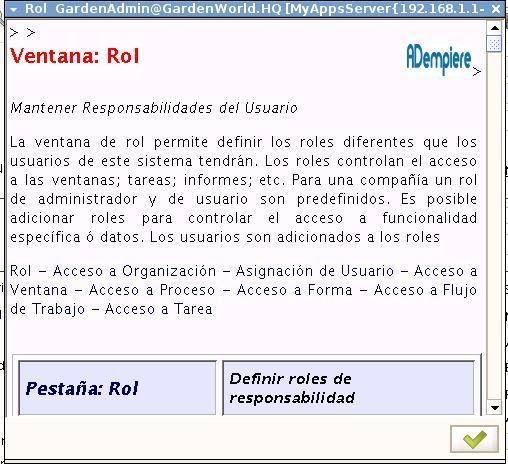 Rol GardenAdmin@GardenWorld.HQ [MyAppsServer{192.168.1.1-
> >
Ventana: Rol
ADempiere
>
Mantener Responsabilidades del Usuario
La ventana de rol permite definir los roles diferentes que los
usuarios de este sistema tendrán. Los roles controlan el acceso
a las ventanas; tareas; informes; etc. Para una compañía un rol
de administrador y de usuario son predefinidos. Es posible
adicionar roles para controlar el acceso a funcionalidad
específica ó datos. Los usuarios son adicionados a los roles
Rol – Acceso a Organización – Asignación de Usuario – Acceso a
Ventana – Acceso a Proceso – Acceso a Forma – Acceso a Flujo
de Trabajo – Acceso a Tarea
Pestaña: Rol
Definir roles de
responsabilidad